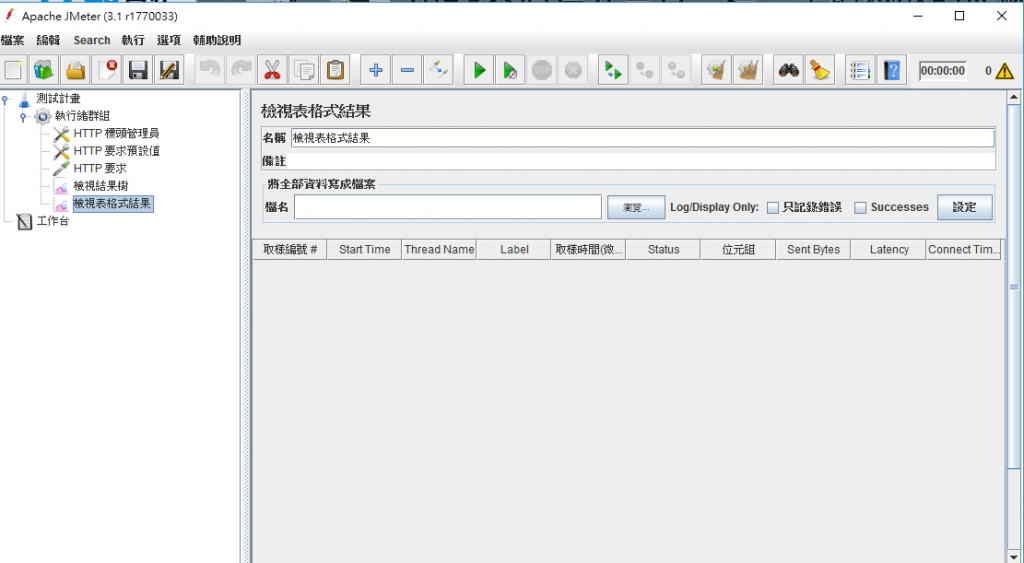 Apache JMeter (3.1 r1770033)
檔案 編輯 Search 執行 選項 輔助說明
00:00:00 0
測試計畫
執行緒群組
HTTP 標頭管理員
HTTP 要求預設值
HTTP 要求
檢視結果樹
檢視表格式結果
工作台
檢視表格式結果
名稱 檢視表格式結果
備註
將全部資料寫成檔案
檔名 瀏覽... Log/Display Only: 只記錄錯誤 Successes 設定
取樣編號 # Start Time Thread Name Label 取樣時間(微... Status 位元組 Sent Bytes Latency Connect Tim...